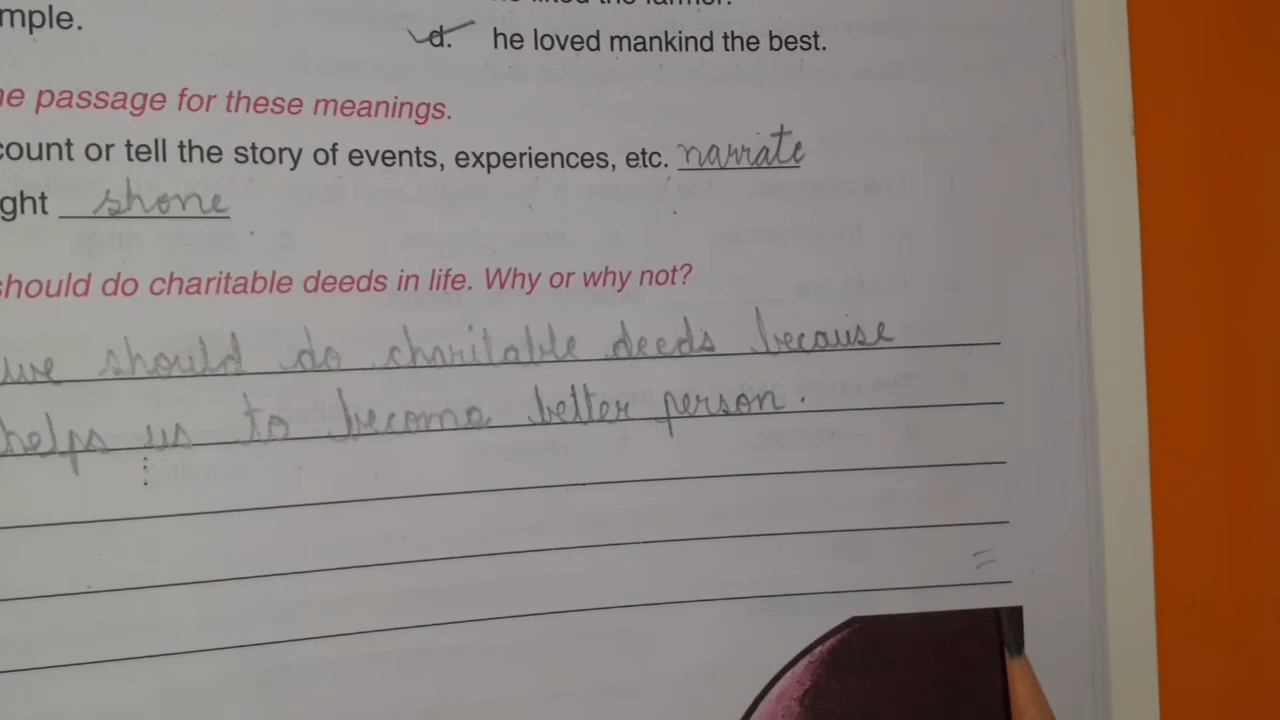 mple.
d. he loved mankind the best.
he passage for these meanings.
count or tell the story of events, experiences, etc. narrate
ght shone
should do charitable deeds in life. Why or why not?
we should do charitable deeds because
helps us to become better person.